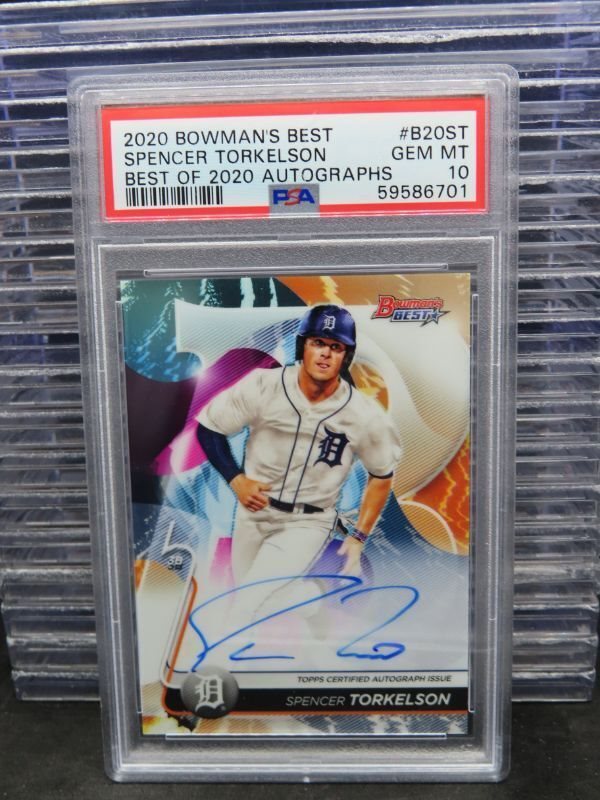 2020 BOWMAN'S BEST #B20ST
SPENCER TORKELSON GEM MT
BEST OF 2020 AUTOGRAPHS 10
PSA 59586701
Bowman's
BEST
D
D
3B
TOPPS CERTIFIED AUTOGRAPH ISSUE
D
SPENCER TORKELSON